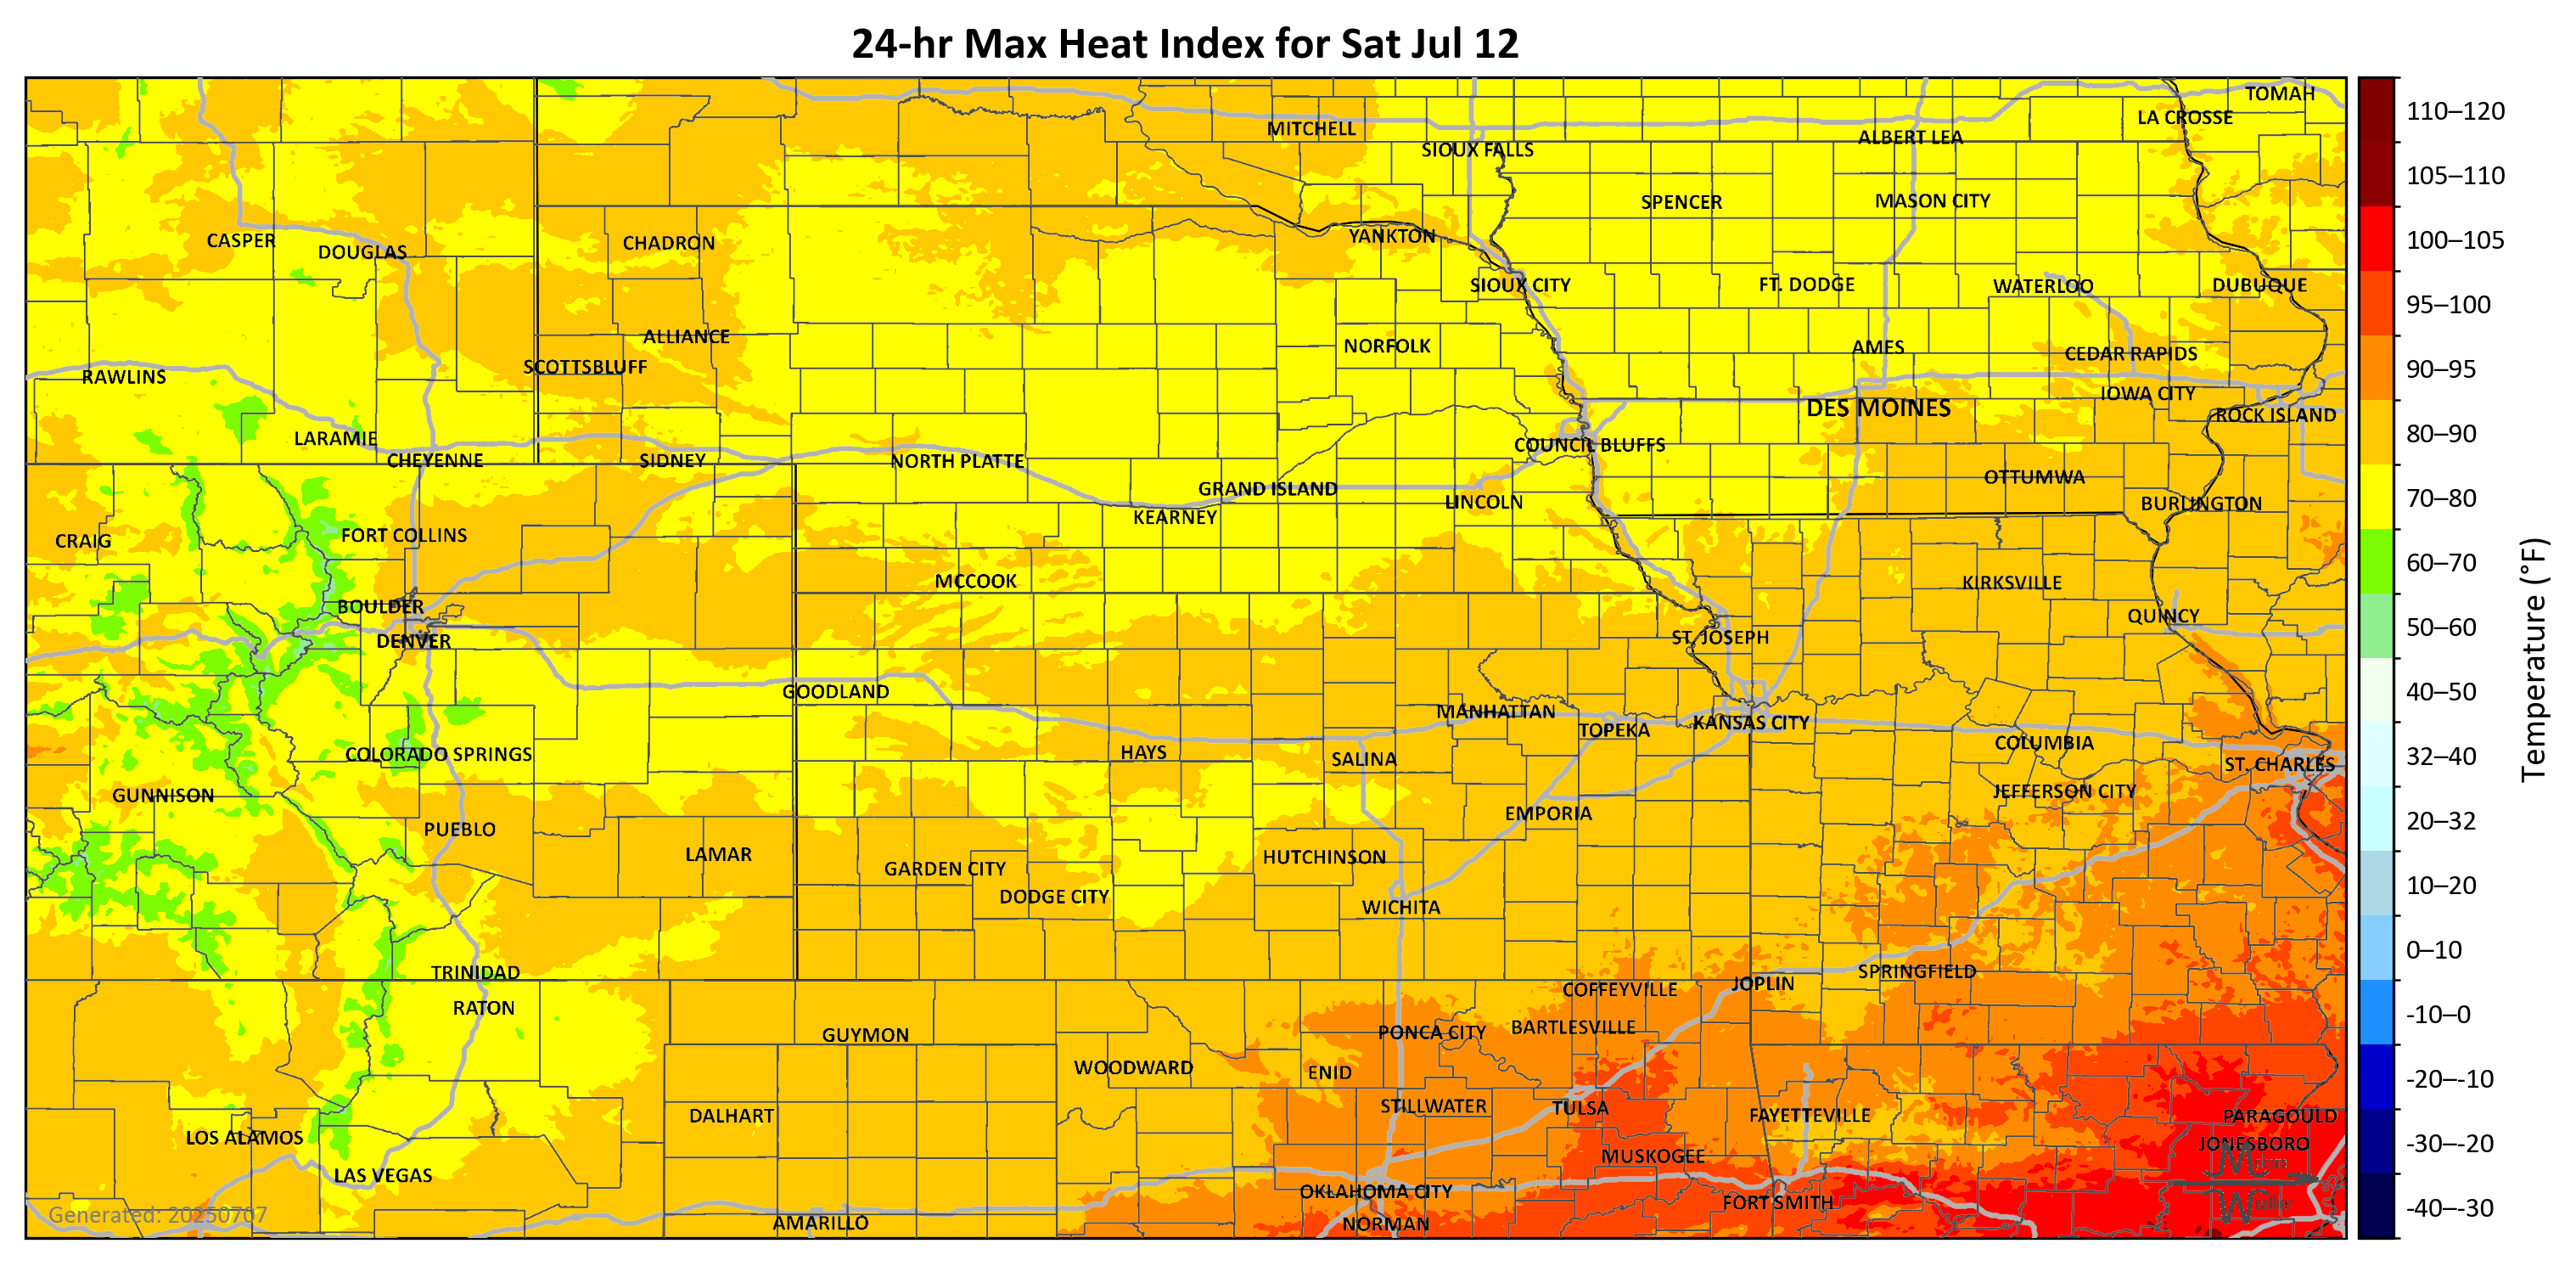 24-hr Max Heat Index for Sat Jul 12
TOMAH
LA CROSSE
MITCHELL
ALBERT LEA
SIOUX FALLS
SPENCER
MASON CITY
CASPER
DOUGLAS
CHADRON
YANKTON
SIOUX CITY
FT. DODGE
WATERLOO
DUBUQUE
ALLIANCE
NORFOLK
AMES
CEDAR RAPIDS
SCOTTSBLUFF
RAWLINS
IOWA CITY
DES MOINES
ROCK ISLAND
LARAMIE
COUNCIL BLUFFS
CHEYENNE
SIDNEY
NORTH PLATTE
OTTUMWA
GRAND ISLAND
LINCOLN
BURLINGTON
KEARNEY
CRAIG
FORT COLLINS
MCCOOK
KIRKSVILLE
BOULDER
QUINCY
DENVER
ST. JOSEPH
GOODLAND
MANHATTAN
TOPEKA
KANSAS CITY
COLUMBIA
COLORADO SPRINGS
HAYS
SALINA
ST. CHARLES
GUNNISON
JEFFERSON CITY
EMPORIA
PUEBLO
LAMAR
HUTCHINSON
GARDEN CITY
DODGE CITY
WICHITA
TRINIDAD
SPRINGFIELD
JOPLIN
COFFEYVILLE
RATON
BARTLESVILLE
PONCA CITY
GUYMON
WOODWARD
ENID
STILLWATER
TULSA
DALHART
FAYETTEVILLE
PARAGOULD
LOS ALAMOS
JONESBORO
MUSKOGEE
LAS VEGAS
OKLAHOMA CITY
FORT SMITH
AMARILLO
NORMAN
Generated: 20250707
110–120
105–110
100–105
95–100
90–95
80–90
70–80
60–70
50–60
40–50
32–40
20–32
10–20
0–10
-10–0
-20–-10
-30–-20
-40–-30
Temperature (°F)